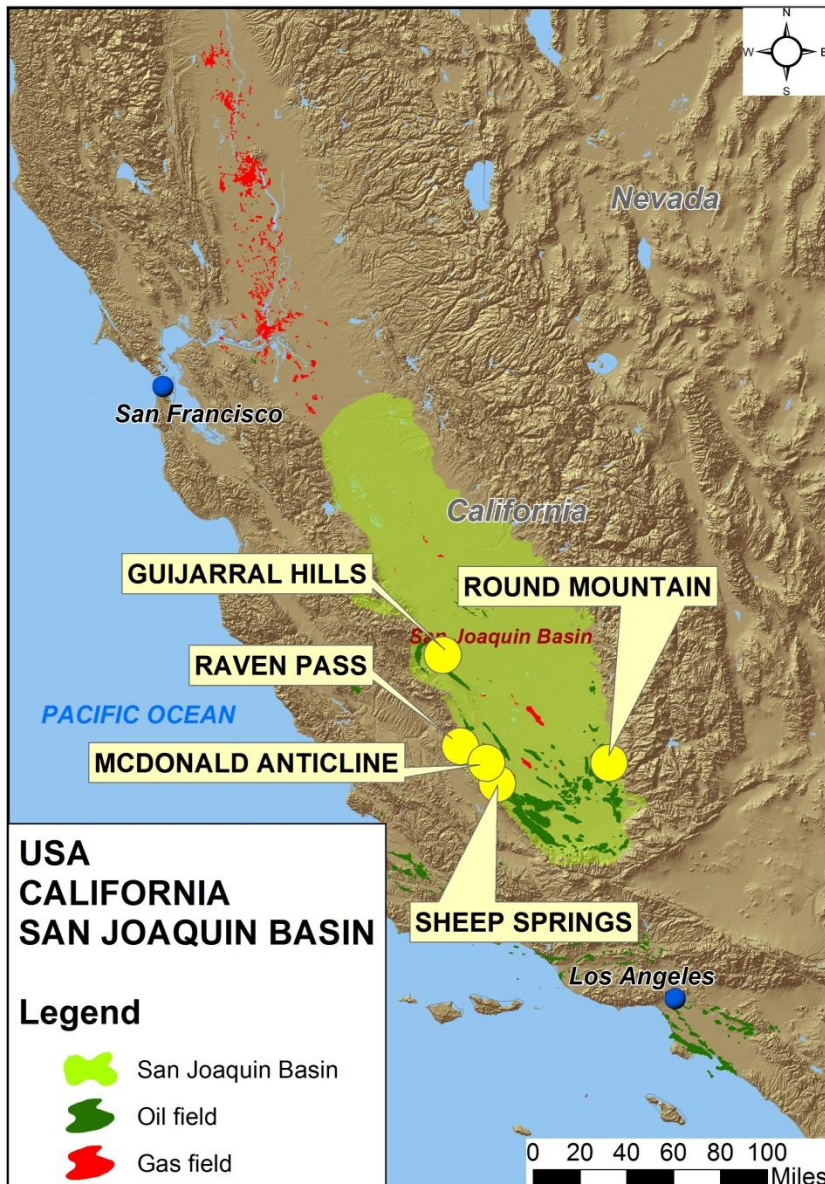 N
W E
S
Nevada
San Francisco
California
GUIJARRAL HILLS
ROUND MOUNTAIN
San Joaquin Basin
RAVEN PASS
PACIFIC OCEAN
MCDONALD ANTICLINE
USA
CALIFORNIA
SAN JOAQUIN BASIN
SHEEP SPRINGS
Los Angeles
Legend
San Joaquin Basin
Oil field
Gas field
0 20 40 60 80 100
Miles